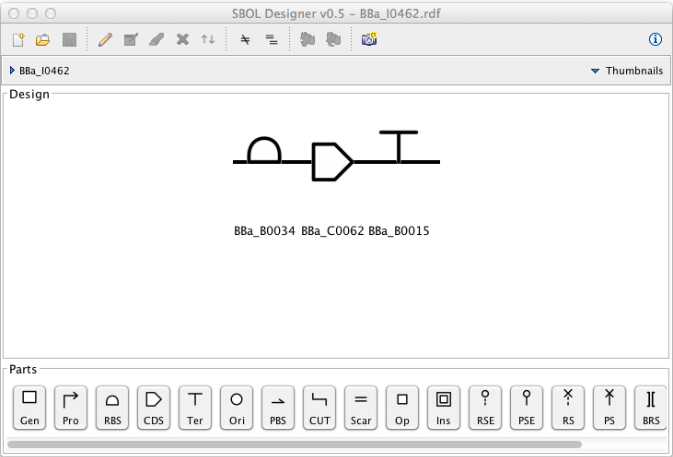 SBOL Designer v0.5 – BBa_I0462.rdf
BBa_I0462
Thumbnails
Design
BBa_B0034 BBa_C0062 BBa_B0015
Parts
Gen Pro RBS CDS Ter Ori PBS CUT Scar Op Ins RSE PSE RS PS BRS